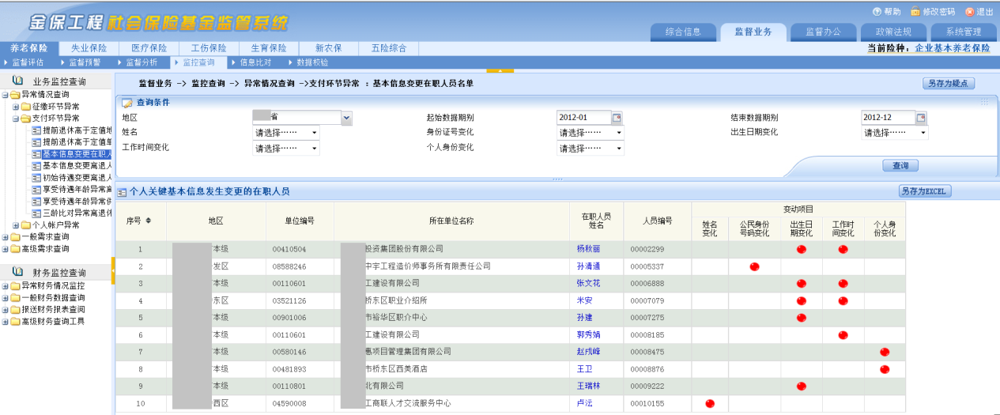 金保工程社会保险基金监管系统
帮助 修改密码 退出
综合信息 监督业务 监督办公 政策法规 系统管理
养老保险 失业保险 医疗保险 工伤保险 生育保险 新农保 五险综合
当前险种：企业基本养老保险
监督评估 监督预警 监督分析 监控查询 信息比对 数据校验
业务监控查询
异常情况查询
征缴环节异常
支付环节异常
提前退休高于定值
提前退休高于定值
基本信息变更在职人
基本信息变更离退人
初始待遇变更离退人
享受待遇年龄异常离
享受待遇年龄异常供
三龄比对异常离退休
个人帐户异常
一般需求查询
高级需求查询
财务监控查询
异常财务情况监控
一般财务数据查询
报送财务报表查阅
高级财务查询工具
监督业务 -> 监控查询 -> 异常情况查询 ->支付环节异常 ：基本信息变更在职人员名单
另存为疑点
查询条件
地区 省 起始数据期别 2012-01 结束数据期别 2012-12
姓名 请选择…… 身份证号变化 请选择…… 出生日期变化 请选择……
工作时间变化 请选择…… 个人身份变化 请选择……
查询
个人关键基本信息发生变更的在职人员
另存为EXCEL
序号 地区 单位编号 所在单位名称 在职人员姓名 人员编号 变动项目
姓名变化 公民身份号码变化 出生日期变化 工作时间变化 个人身份变化
1 本级 00410504 投资集团股份有限公司 杨秋丽 00002299
2 发区 08588246 中宇工程造价师事务所有限责任公司 孙清通 00005337
3 本级 00110601 工建设有限公司 张文花 00006888
4 东区 03521126 桥东区职业介绍所 米安 00007079
5 本级 00901006 市裕华区职介中心 孙建 00007275
6 本级 00110601 工建设有限公司 郭秀娟 00008185
7 本级 00580146 惠项目管理集团有限公司 赵戌峰 00008475
8 本级 00481893 市桥东区西美酒店 王卫 00008876
9 本级 00110801 北有限公司 王瑞林 00009222
10 西区 04590008 工商联人才交流服务中心 卢沄 00010155